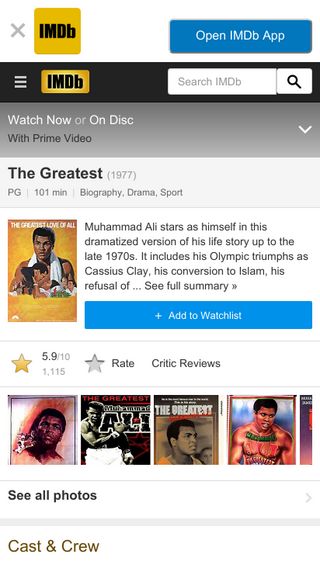 IMDb
Open IMDb App
IMDb
Search IMDb
Watch Now or On Disc
With Prime Video
The Greatest (1977)
PG | 101 min | Biography, Drama, Sport
THE GREATEST LOVE OF ALL
Muhammad Ali stars as himself in this
dramatized version of his life story up to the
late 1970s. It includes his Olympic triumphs as
Cassius Clay, his conversion to Islam, his
refusal of ... See full summary »
+ Add to Watchlist
5.9/10
1,115
Rate
Critic Reviews
THE GREATEST
Muhammad
ALI
THE GREATEST
See all photos
Cast & Crew